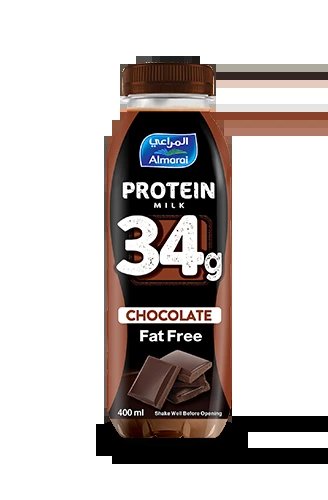 المراعي
Almarai
PROTEIN
MILK
34g
CHOCOLATE
Fat Free
400 ml
Shake Well Before Opening